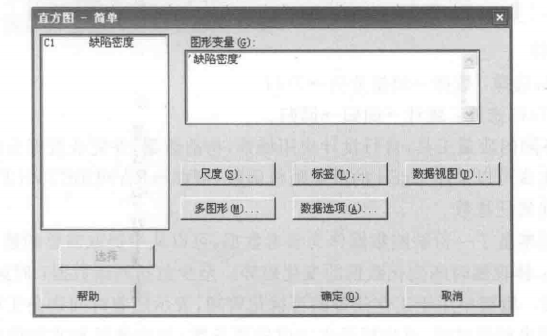 直方图 - 简单
C1 缺陷密度
图形变量(G):
'缺陷密度'
尺度(S)... 标签(L)... 数据视图(D)...
多图形(M)... 数据选项(A)...
选择
帮助 确定(O) 取消